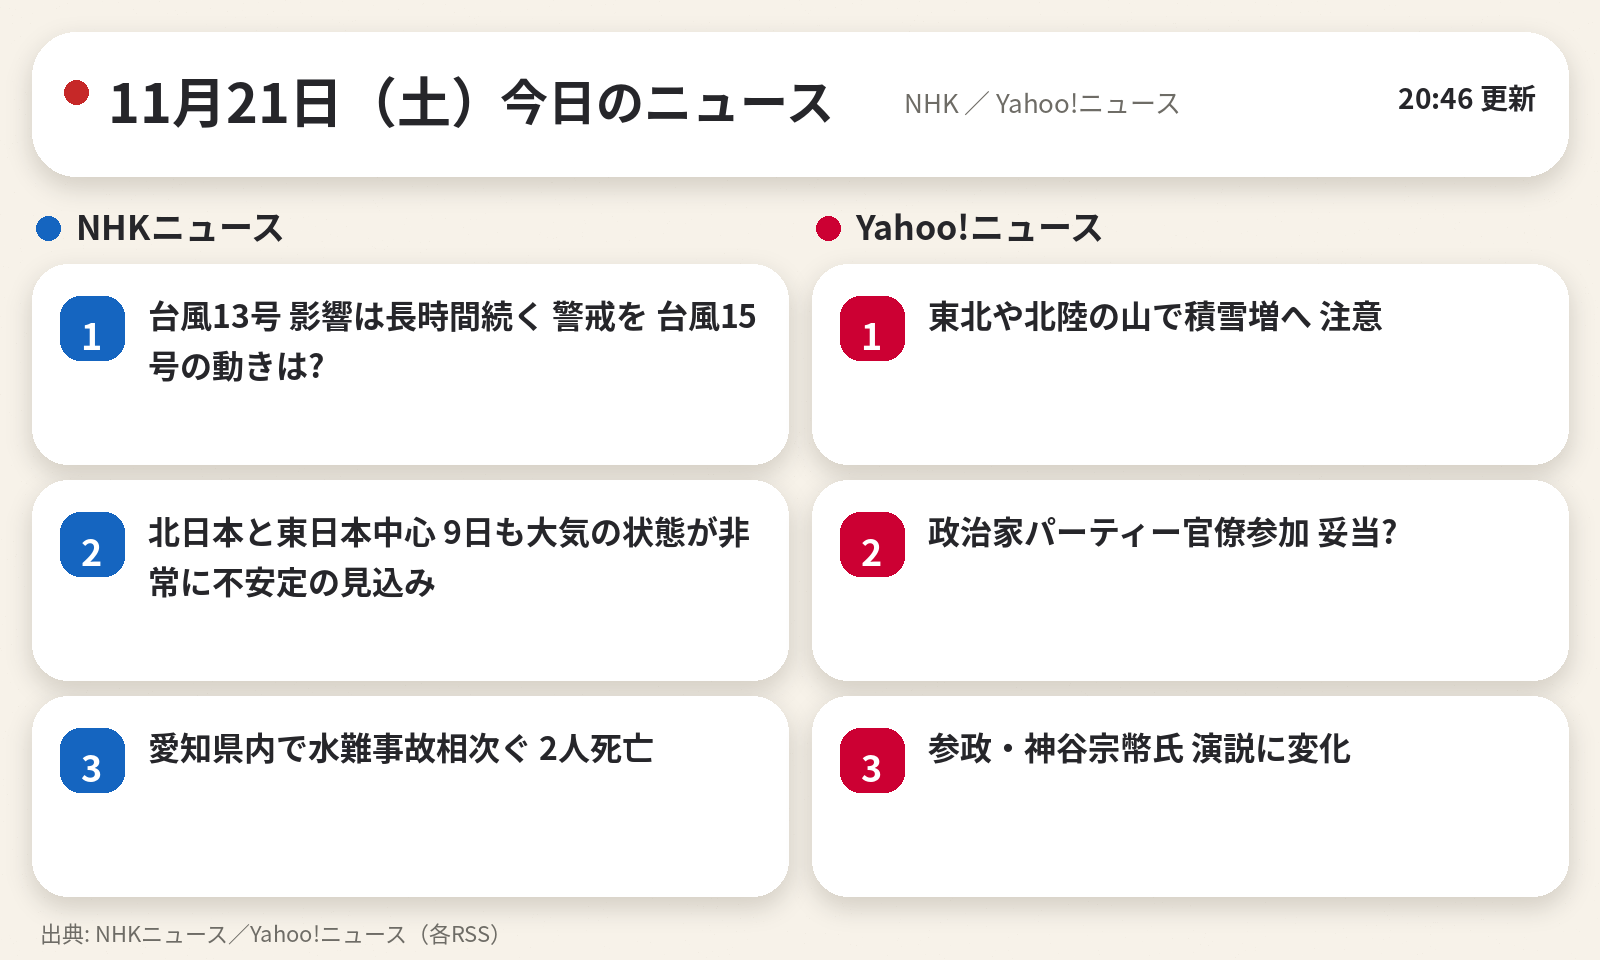 11月21日（土）今日のニュース
NHK ／ Yahoo!ニュース
20:46 更新
NHKニュース
1
台風13号 影響は長時間続く 警戒を 台風15
号の動きは?
2
北日本と東日本中心 9日も大気の状態が非
常に不安定の見込み
3
愛知県内で水難事故相次ぐ 2人死亡
Yahoo!ニュース
1
東北や北陸の山で積雪増へ 注意
2
政治家パーティー官僚参加 妥当?
3
参政・神谷宗幣氏 演説に変化
出典: NHKニュース／Yahoo!ニュース（各RSS）